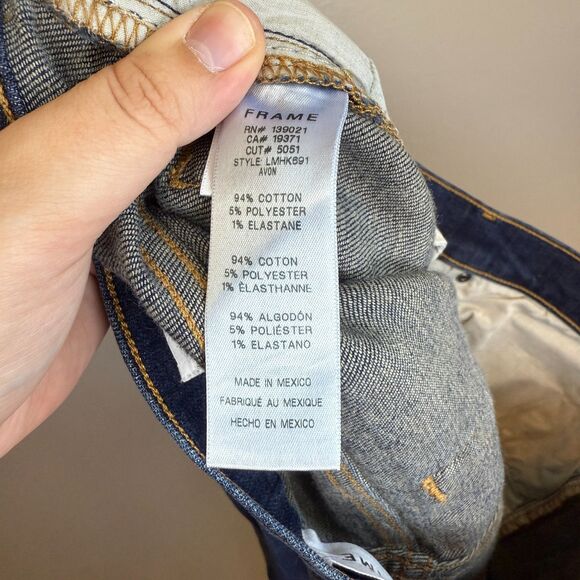 FRAME
RN# 139021
CA# 19371
CUT# 5051
STYLE: LMHK691
AVON
94% COTTON
5% POLYESTER
1% ELASTANE
94% COTON
5% POLYESTER
1% ÉLASTHANNE
94% ALGODÓN
5% POLIÉSTER
1% ELASTANO
MADE IN MEXICO
FABRIQUÉ AU MEXIQUE
HECHO EN MEXICO